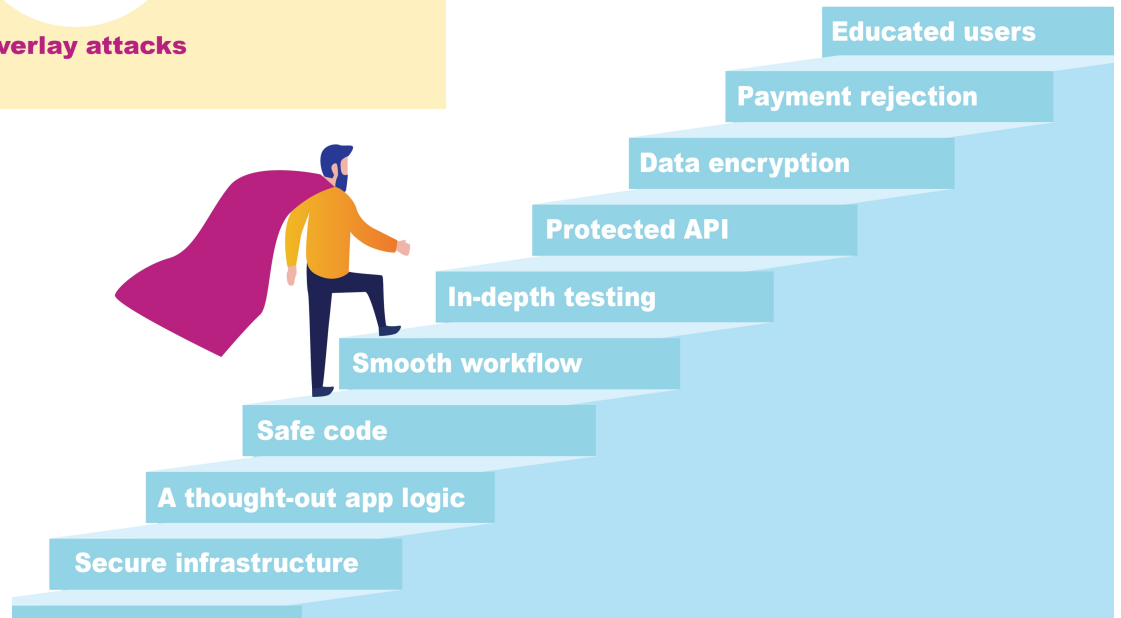 verlay attacks
Educated users
Payment rejection
Data encryption
Protected API
In-depth testing
Smooth workflow
Safe code
A thought-out app logic
Secure infrastructure